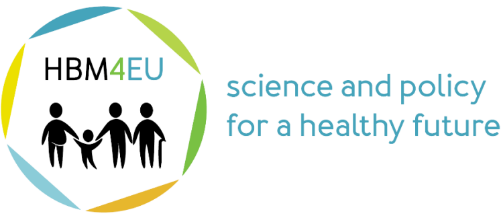 HBM4EU
science and policy
for a healthy future